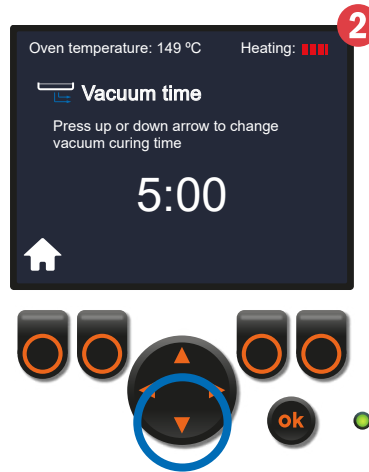 2
Oven temperature: 149 ºC Heating:
Vacuum time
Press up or down arrow to change
vacuum curing time
5:00
ok